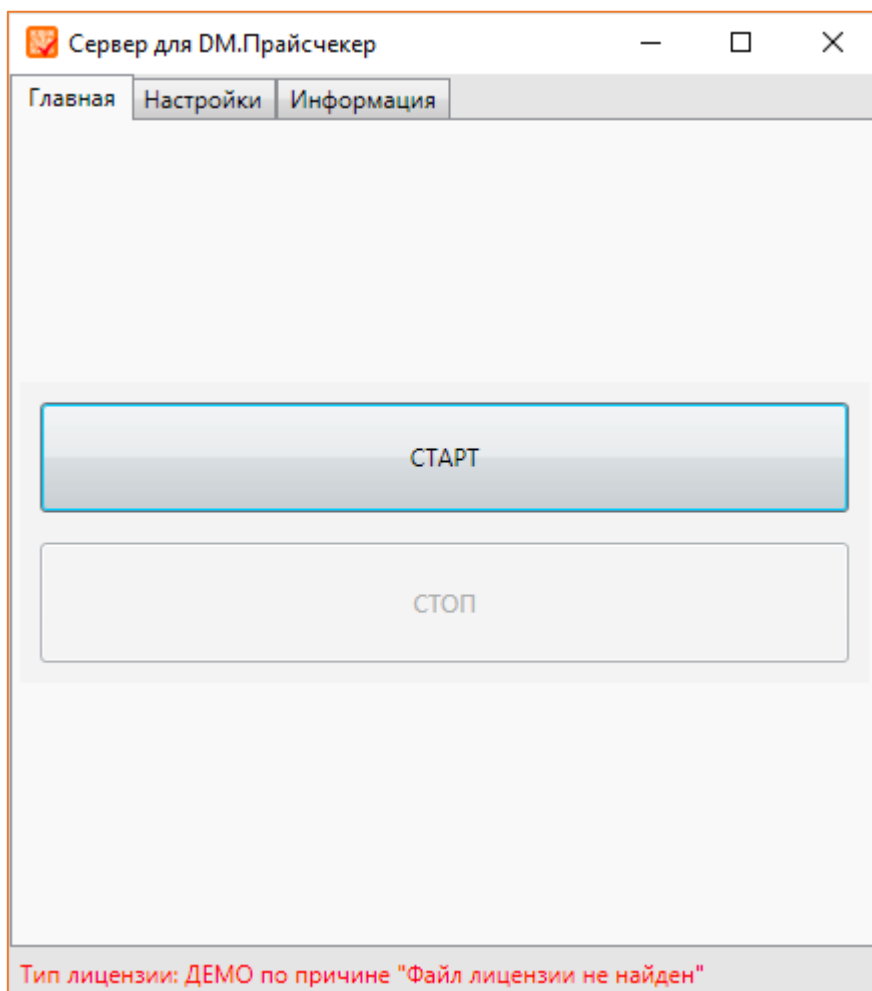 Сервер для DM.Прайсчекер
Главная Настройки Информация
СТАРТ
СТОП
Тип лицензии: ДЕМО по причине "Файл лицензии не найден"